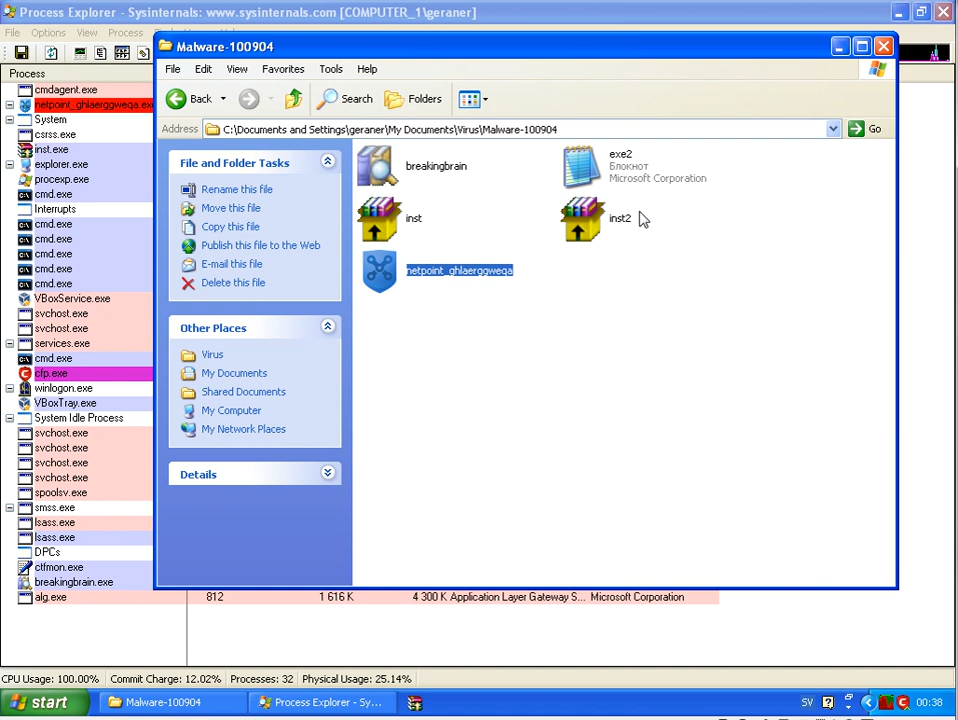 Process Explorer - Sysinternals: www.sysinternals.com [COMPUTER_1\geraner]
File Options View Process
Process
cmdagent.exe
netpoint_ghlaerggweqa.exe
System
csrss.exe
inst.exe
explorer.exe
procexp.exe
cmd.exe
Interrupts
cmd.exe
cmd.exe
cmd.exe
cmd.exe
cmd.exe
VBoxService.exe
svchost.exe
svchost.exe
services.exe
cmd.exe
cfp.exe
winlogon.exe
VBoxTray.exe
System Idle Process
svchost.exe
svchost.exe
svchost.exe
svchost.exe
spoolsv.exe
smss.exe
lsass.exe
lsass.exe
DPCs
ctfmon.exe
breakingbrain.exe
alg.exe 812 1 616 K 4 300 K Application Layer Gateway S... Microsoft Corporation
Malware-100904
File Edit View Favorites Tools Help
Back Search Folders
Address C:\Documents and Settings\geraner\My Documents\Virus\Malware-100904 Go
File and Folder Tasks
Rename this file
Move this file
Copy this file
Publish this file to the Web
E-mail this file
Delete this file
Other Places
Virus
My Documents
Shared Documents
My Computer
My Network Places
Details
breakingbrain
exe2
Блокнот
Microsoft Corporation
inst
inst2
netpoint_ghlaerggweqa
CPU Usage: 100.00% Commit Charge: 12.02% Processes: 32 Physical Usage: 25.14%
start Malware-100904 Process Explorer - Sy... SV 00:38